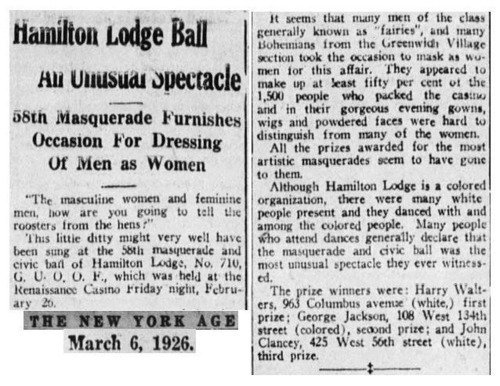 Hamilton Lodge Ball
An Unusual Spectacle
58th Masquerade Furnishes
Occasion For Dressing
Of Men as Women
"The masculine women and feminine
men, how are you going to tell the
roosters from the hens?"
This little ditty might very well have
been sung at the 58th masquerade and
civic ball of Hamilton Lodge, No. 710,
G. U. O. O. F., which was held at the
Renaissance Casino Friday night, Febru-
ary 26.
THE NEW YORK AGE
March 6, 1926.
It seems that many men of the class
generally known as "fairies", and many
Bohemians from the Greenwich Village
section took the occasion to mask as wo-
men for this affair. They appeared to
make up at least fifty per cent of the
1,500 people who packed the casino
and in their gorgeous evening gowns,
wigs and powdered faces were hard to
distinguish from many of the women.
All the prizes awarded for the most
artistic masquerades seem to have gone
to them.
Although Hamilton Lodge is a colored
organization, there were many white
people present and they danced with and
among the colored people. Many people
who attend dances generally declare that
the masquerade and civic ball was the
most unusual spectacle they ever witness-
ed.
The prize winners were: Harry Walt-
ers, 963 Columbus avenue (white,) first
prize; George Jackson, 108 West 134th
street (colored), second prize; and John
Clancey, 425 West 56th street (white),
third prize.